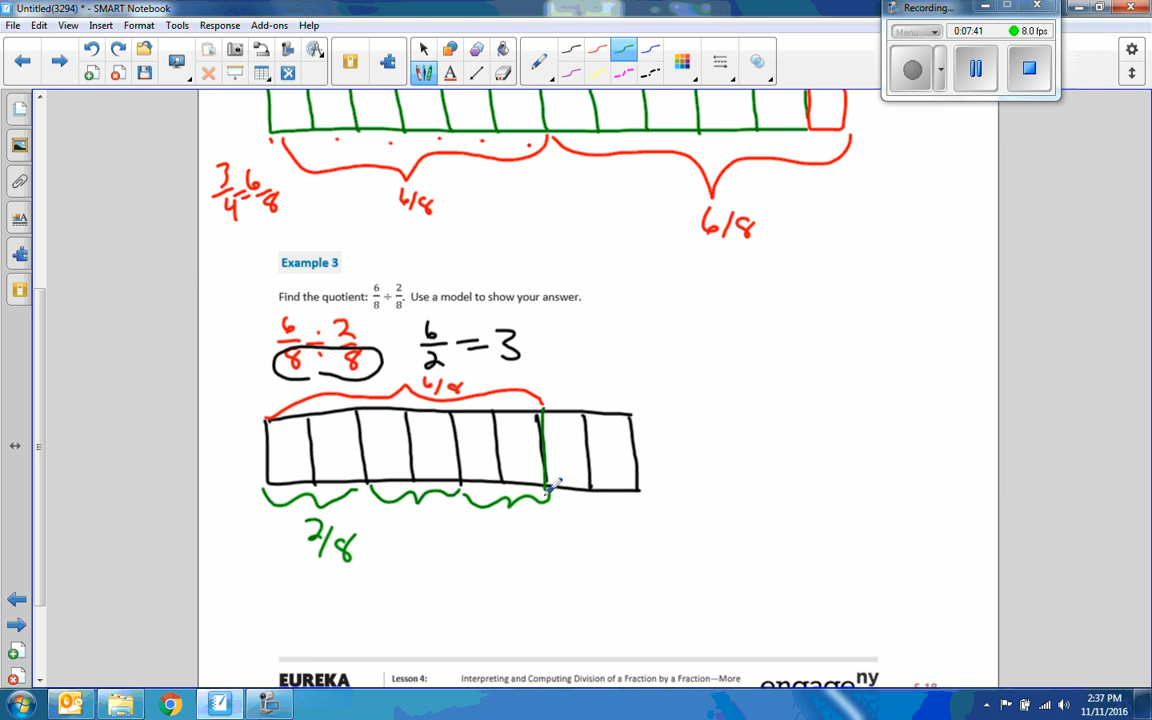 Untitled(3294) * - SMART Notebook
Recording...
File Edit View Insert Format Tools Response Add-ons Help
Menu
0:07:41
8.0 fps
3/4 = 6/8
6/8
6/8
Example 3
Find the quotient: 6/8 ÷ 2/8. Use a model to show your answer.
6/8 ÷ 2/8
6/2 = 3
6/8
2/8
EUREKA
Lesson 4:
Interpreting and Computing Division of a Fraction by a Fraction—More
engage ny
S.18
2:37 PM
11/11/2016